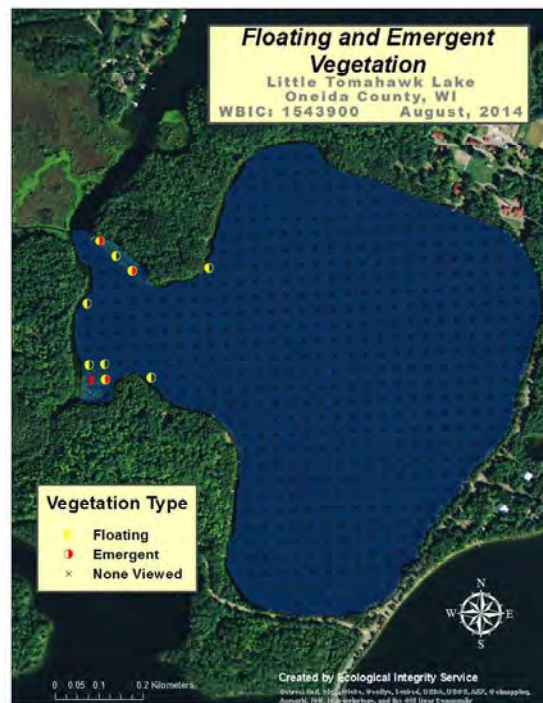 Floating and Emergent
Vegetation
Little Tomahawk Lake
Oneida County, WI
WBIC: 1543900 August, 2014
Vegetation Type
Floating
Emergent
None Viewed
N
W E
S
0 0.05 0.1 0.2 Kilometers
Created by Ecological Integrity Service